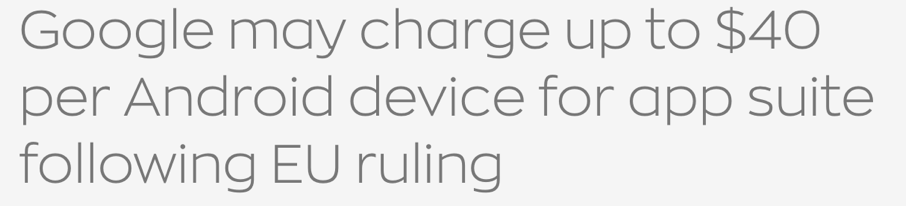 Google may charge up to $40
per Android device for app suite
following EU ruling